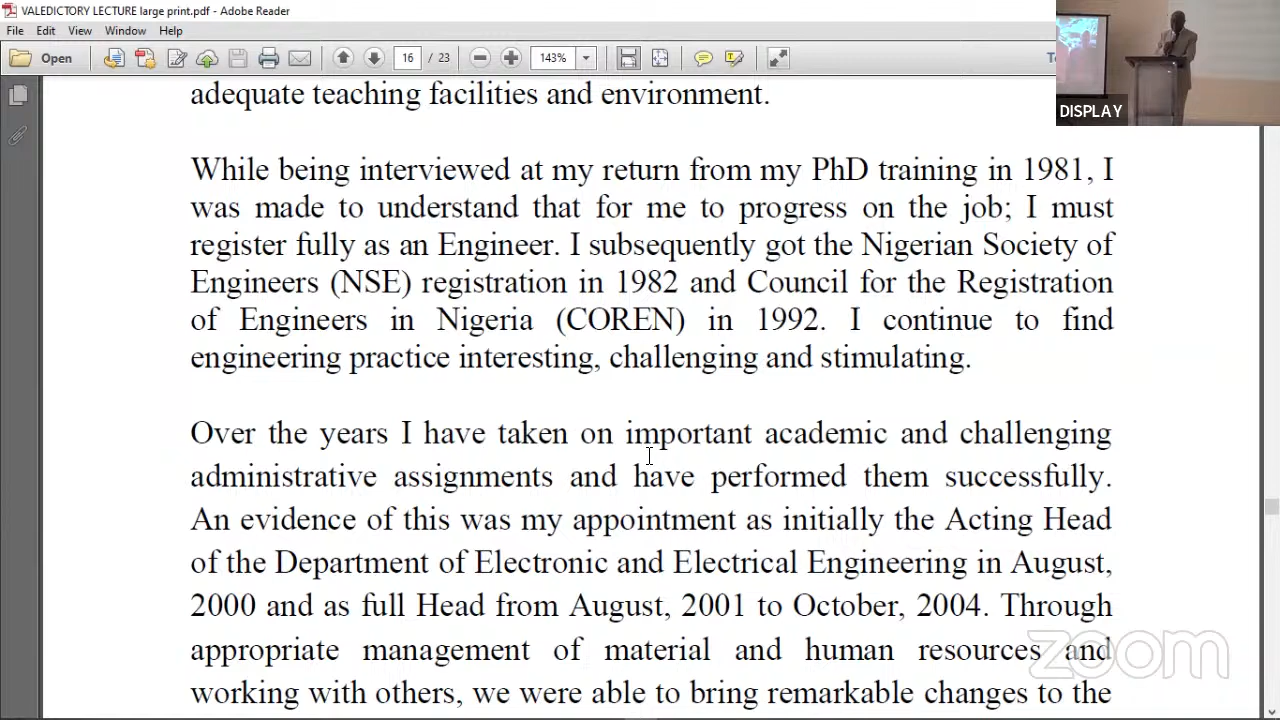 VALEDICTORY LECTURE large print.pdf - Adobe Reader
File Edit View Window Help
Open 16 / 23 143%
DISPLAY
adequate teaching facilities and environment.
While being interviewed at my return from my PhD training in 1981, I
was made to understand that for me to progress on the job; I must
register fully as an Engineer. I subsequently got the Nigerian Society of
Engineers (NSE) registration in 1982 and Council for the Registration
of Engineers in Nigeria (COREN) in 1992. I continue to find
engineering practice interesting, challenging and stimulating.
Over the years I have taken on important academic and challenging
administrative assignments and have performed them successfully.
An evidence of this was my appointment as initially the Acting Head
of the Department of Electronic and Electrical Engineering in August,
2000 and as full Head from August, 2001 to October, 2004. Through
appropriate management of material and human resources and
working with others, we were able to bring remarkable changes to the
zoom